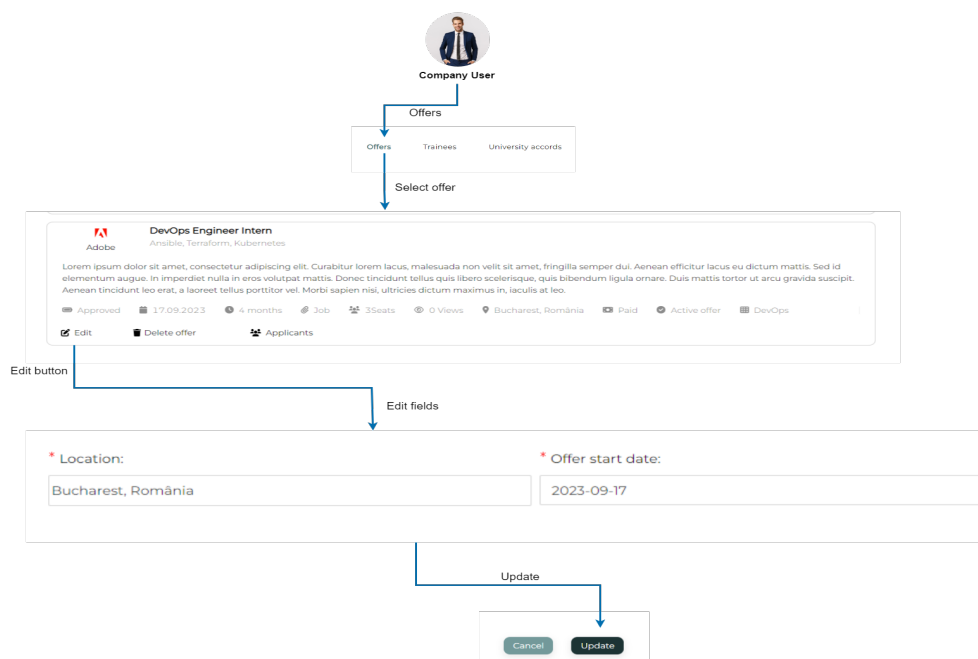 Company User
Offers
Offers Trainees University accords
Select offer
DevOps Engineer Intern
Adobe
Ansible, Terraform, Kubernetes
Lorem ipsum dolor sit amet, consectetur adipiscing elit. Curabitur lorem lacus, malesuada non velit sit amet, fringilla semper dui. Aenean efficitur lacus eu dictum mattis. Sed id
elementum augue. In imperdiet nulla in eros volutpat mattis. Donec tincidunt tellus quis libero scelerisque, quis bibendum ligula ornare. Duis mattis tortor ut arcu gravida suscipit.
Aenean tincidunt leo erat, a laoreet tellus porttitor vel. Morbi sapien nisi, ultricies dictum maximus in, iaculis at leo.
Approved 17.09.2023 4 months Job 3Seats 0 Views Bucharest, România Paid Active offer DevOps
Edit Delete offer Applicants
Edit button
Edit fields
* Location: * Offer start date:
Bucharest, România 2023-09-17
Update
Cancel Update